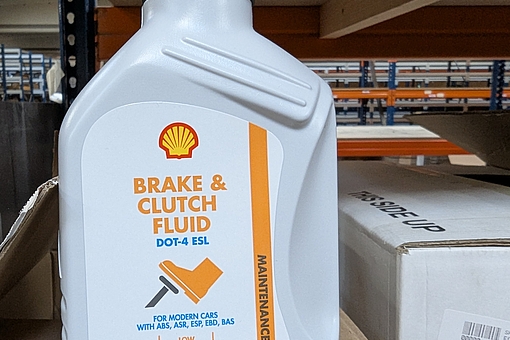 BRAKE &
CLUTCH
FLUID
DOT-4 ESL
FOR MODERN CARS
WITH ABS, ASR, ESP, EBD, BAS
LOW
MAINTENANCE
THIS SIDE UP